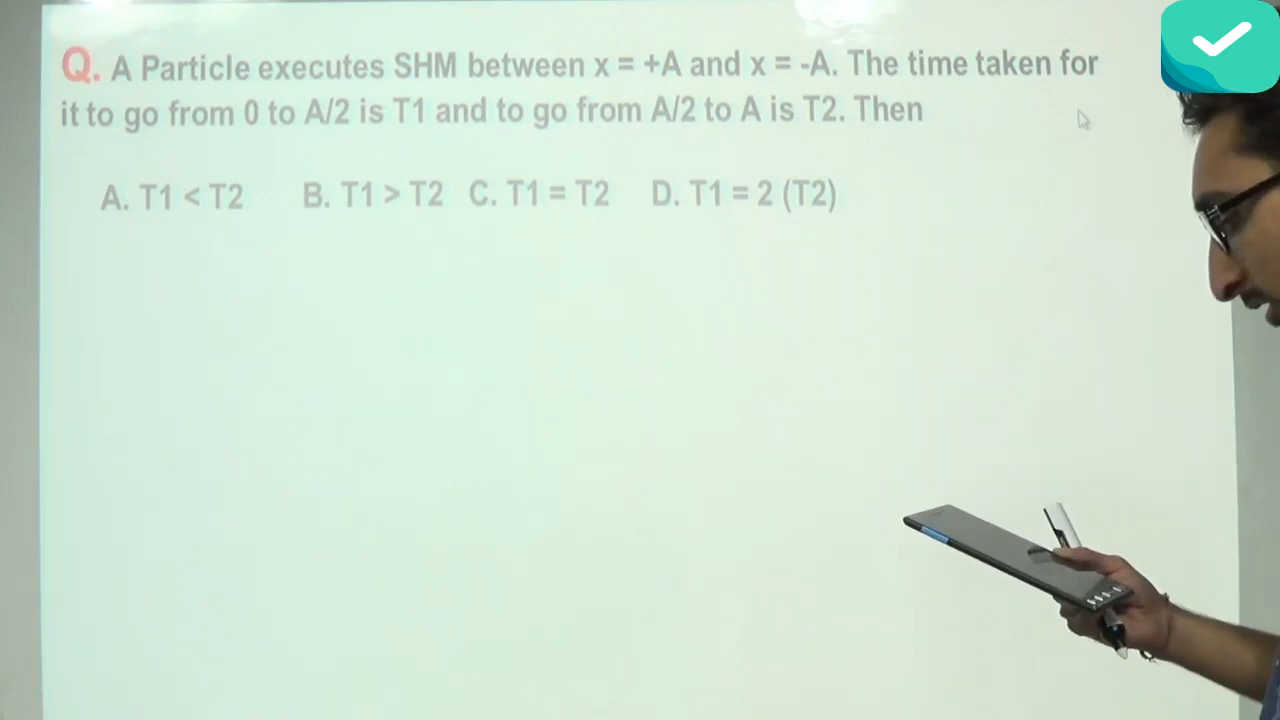 Q. A Particle executes SHM between x = +A and x = -A. The time taken for
it to go from 0 to A/2 is T1 and to go from A/2 to A is T2. Then
A. T1 < T2 B. T1 > T2 C. T1 = T2 D. T1 = 2 (T2)